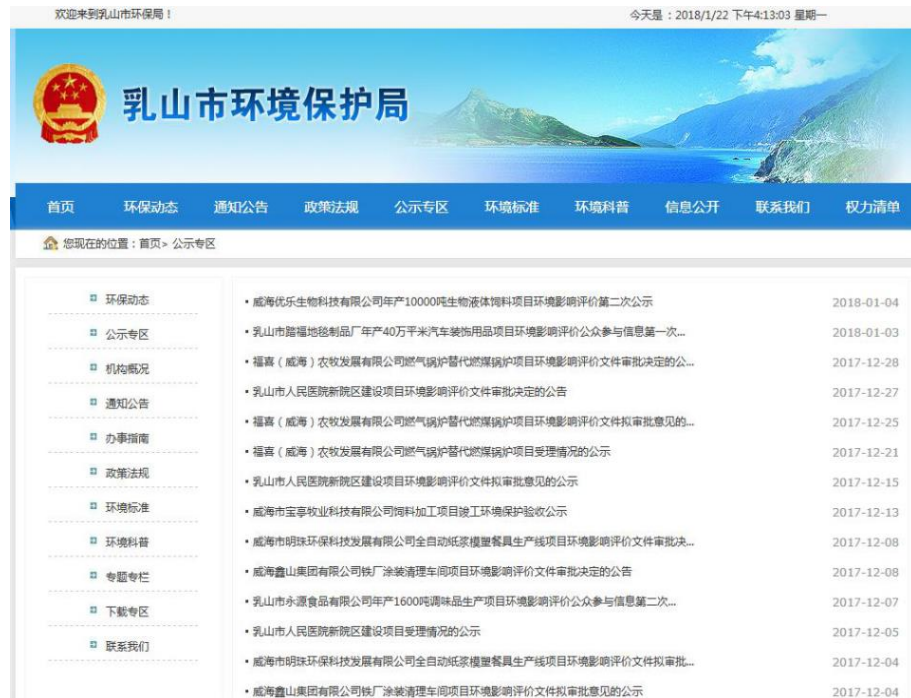 欢迎来到乳山市环保局！
今天是：2018/1/22 下午4:13:03 星期一
乳山市环境保护局
首页 环保动态 通知公告 政策法规 公示专区 环境标准 环境科普 信息公开 联系我们 权力清单
您现在的位置：首页> 公示专区
环保动态
公示专区
机构概况
通知公告
办事指南
政策法规
环境标准
环境科普
专题专栏
下载专区
联系我们
• 威海优乐生物科技有限公司年产10000吨生物液体饲料项目环境影响评价第二次公示 2018-01-04
• 乳山市踏福地毯制品厂年产40万平米汽车装饰用品项目环境影响评价公众参与信息第一次... 2018-01-03
• 福喜（威海）农牧发展有限公司燃气锅炉替代燃煤锅炉项目环境影响评价文件审批决定的公... 2017-12-28
• 乳山市人民医院新院区建设项目环境影响评价文件审批决定的公告 2017-12-27
• 福喜（威海）农牧发展有限公司燃气锅炉替代燃煤锅炉项目环境影响评价文件拟审批意见的... 2017-12-25
• 福喜（威海）农牧发展有限公司燃气锅炉替代燃煤锅炉项目受理情况的公示 2017-12-21
• 乳山市人民医院新院区建设项目环境影响评价文件拟审批意见的公示 2017-12-15
• 威海市宝享牧业科技有限公司饲料加工项目竣工环境保护验收公示 2017-12-13
• 威海市明珠环保科技发展有限公司全自动纸浆模塑餐具生产线项目环境影响评价文件审批决... 2017-12-08
• 威海鑫山集团有限公司铁厂涂装清理车间项目环境影响评价文件审批决定的公告 2017-12-08
• 乳山市永源食品有限公司年产1600吨调味品生产项目环境影响评价公众参与信息第二次... 2017-12-07
• 乳山市人民医院新院区建设项目受理情况的公示 2017-12-05
• 威海市明珠环保科技发展有限公司全自动纸浆模塑餐具生产线项目环境影响评价文件拟审批... 2017-12-04
• 威海鑫山集团有限公司铁厂涂装清理车间项目环境影响评价文件拟审批意见的公示 2017-12-04